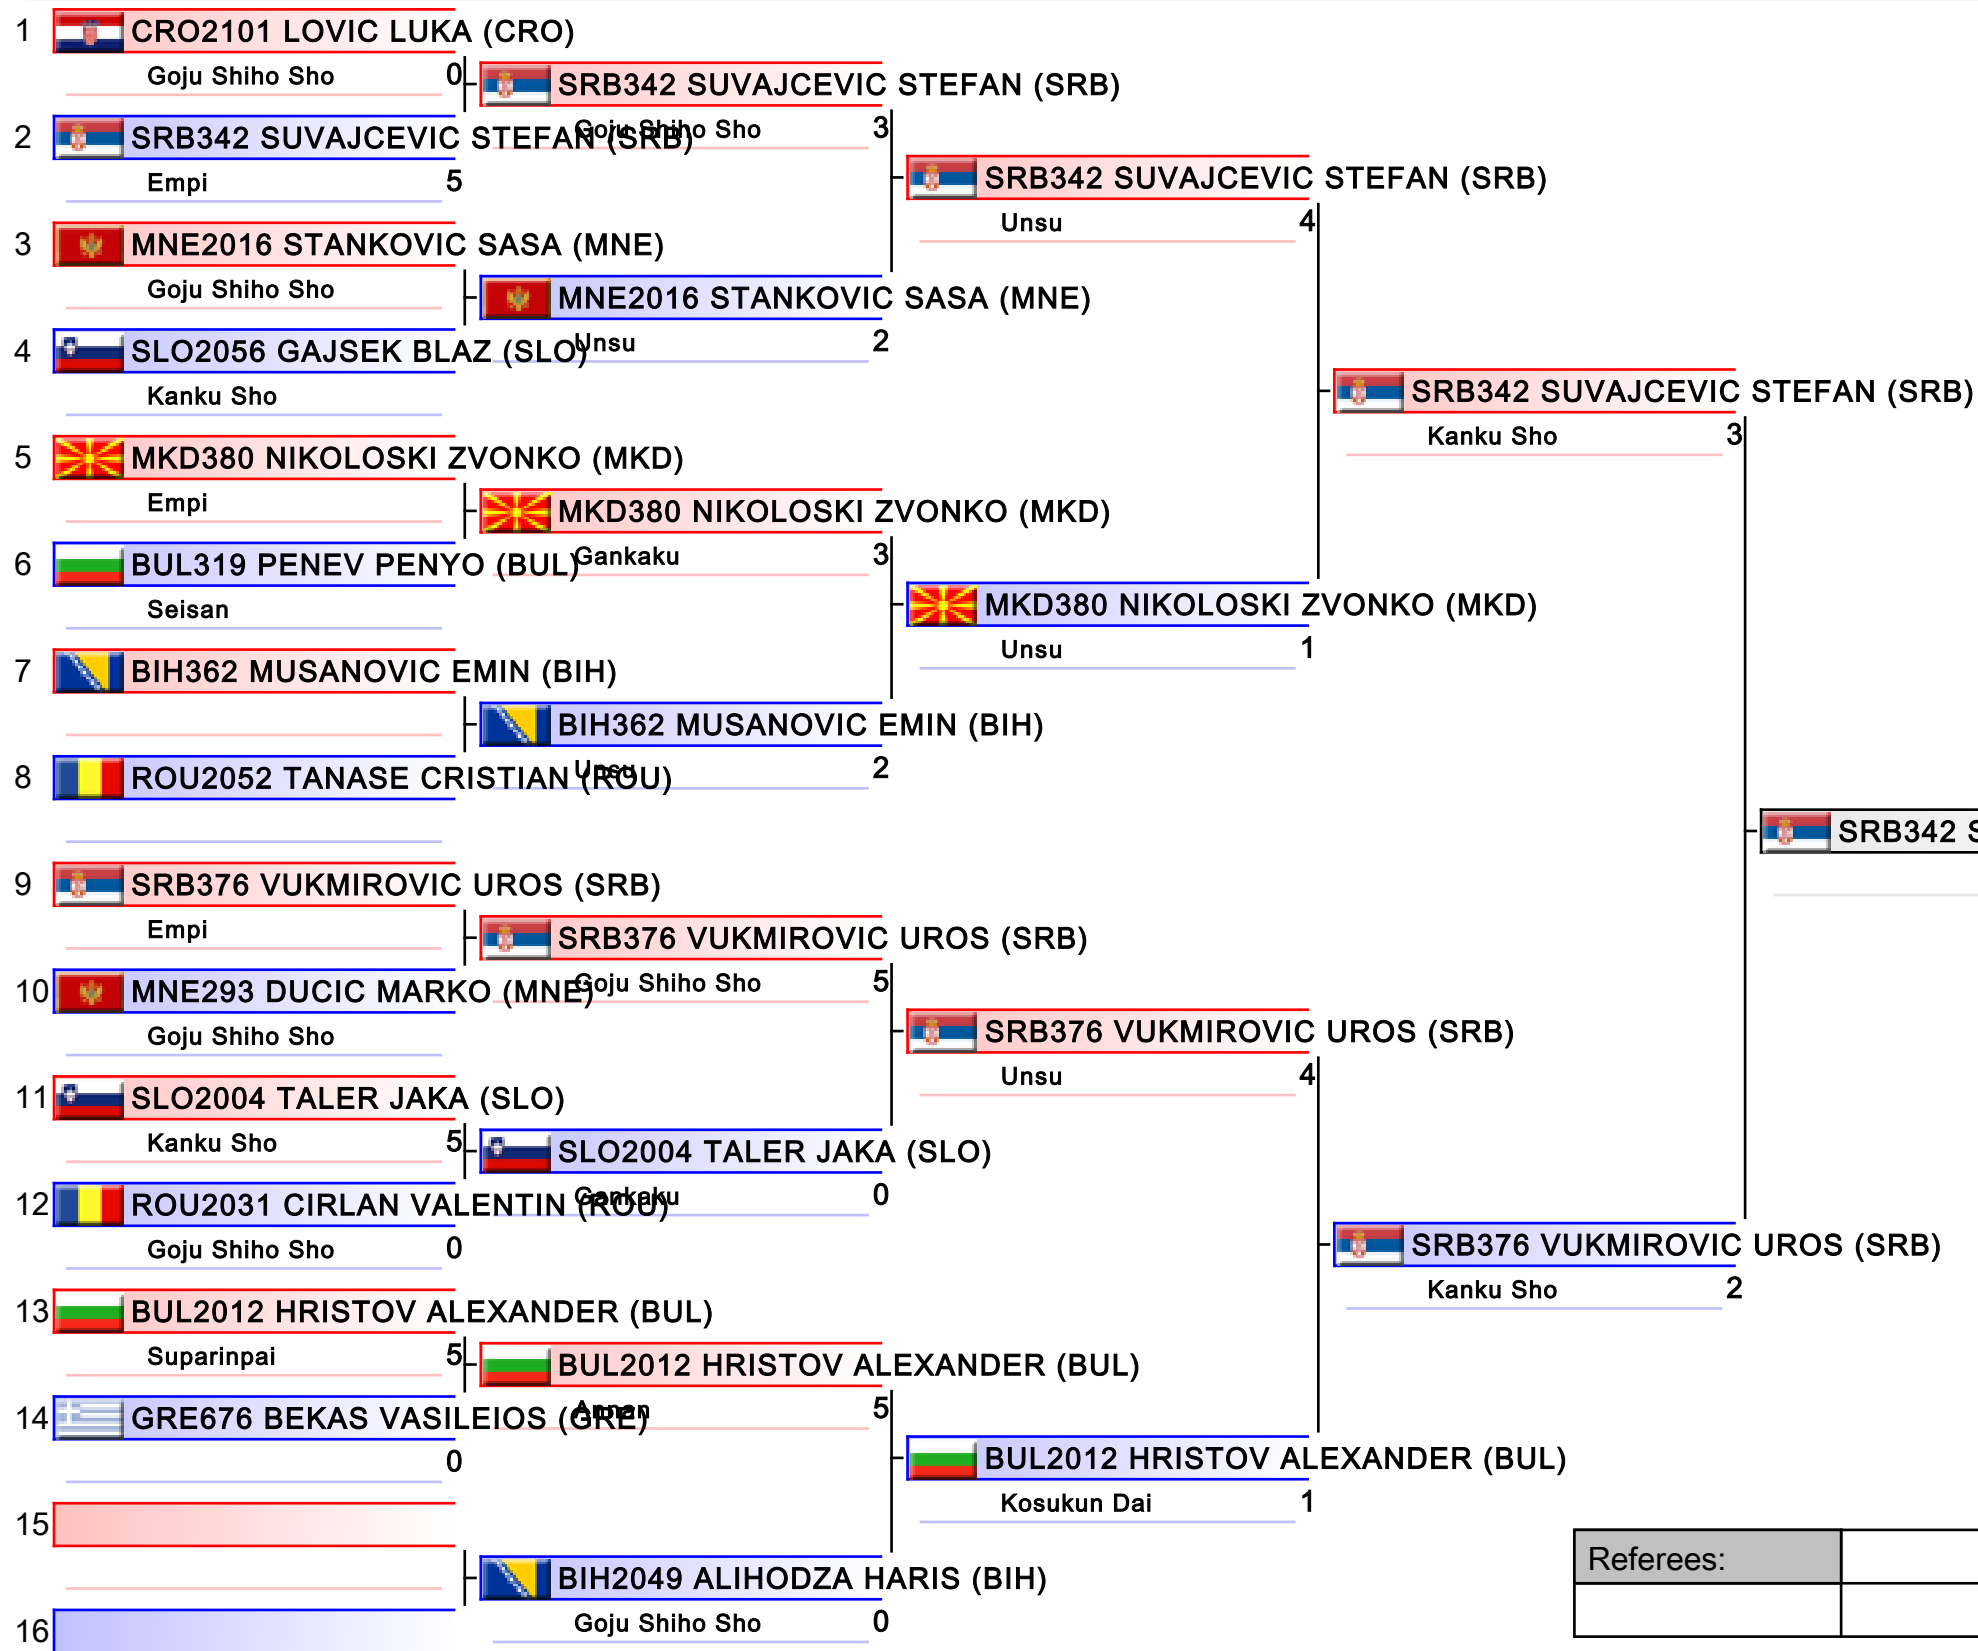 1 CRO2101 LOVIC LUKA (CRO)
Goju Shiho Sho 0
2 SRB342 SUVAJCEVIC STEFAN (SRB)
Empi 5
3 MNE2016 STANKOVIC SASA (MNE)
Goju Shiho Sho
4 SLO2056 GAJSEK BLAZ (SLO)
Kanku Sho
5 MKD380 NIKOLOSKI ZVONKO (MKD)
Empi
6 BUL319 PENEV PENYO (BUL)
Seisan
7 BIH362 MUSANOVIC EMIN (BIH)
8 ROU2052 TANASE CRISTIAN (ROU)
9 SRB376 VUKMIROVIC UROS (SRB)
Empi
10 MNE293 DUCIC MARKO (MNE)
Goju Shiho Sho
11 SLO2004 TALER JAKA (SLO)
Kanku Sho 5
12 ROU2031 CIRLAN VALENTIN (ROU)
Goju Shiho Sho 0
13 BUL2012 HRISTOV ALEXANDER (BUL)
Suparinpai 5
14 GRE676 BEKAS VASILEIOS (GRE)
0
15
16
SRB342 SUVAJCEVIC STEFAN (SRB)
Goju Shiho Sho 3
MNE2016 STANKOVIC SASA (MNE)
Unsu 2
MKD380 NIKOLOSKI ZVONKO (MKD)
Gankaku 3
BIH362 MUSANOVIC EMIN (BIH)
Unsu 2
SRB376 VUKMIROVIC UROS (SRB)
Goju Shiho Sho 5
SLO2004 TALER JAKA (SLO)
Gankaku 0
BUL2012 HRISTOV ALEXANDER (BUL)
Annan 5
BIH2049 ALIHODZA HARIS (BIH)
Goju Shiho Sho 0
SRB342 SUVAJCEVIC STEFAN (SRB)
Unsu 4
MKD380 NIKOLOSKI ZVONKO (MKD)
Unsu 1
SRB376 VUKMIROVIC UROS (SRB)
Unsu 4
BUL2012 HRISTOV ALEXANDER (BUL)
Kosukun Dai 1
SRB342 SUVAJCEVIC STEFAN (SRB)
Kanku Sho 3
SRB376 VUKMIROVIC UROS (SRB)
Kanku Sho 2
SRB342 S
Referees: